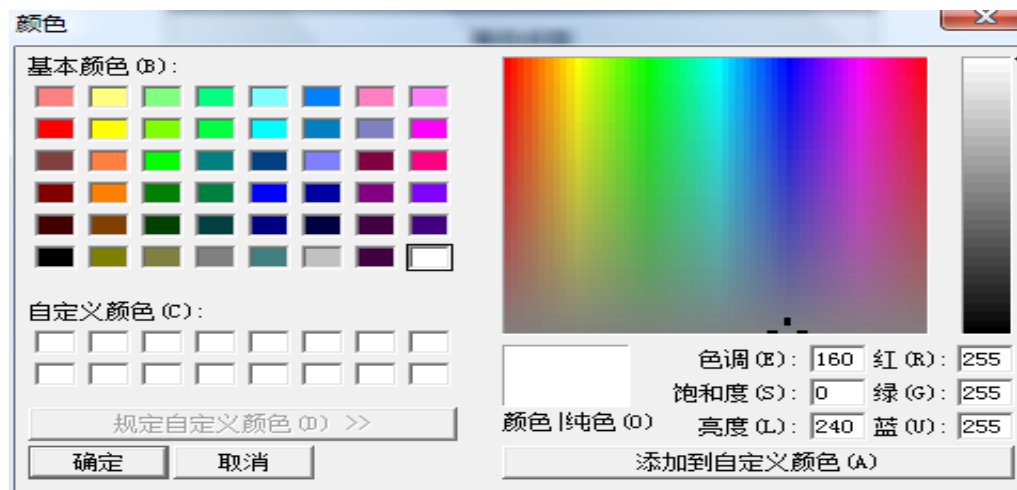 颜色
基本颜色(B):
自定义颜色(C):
规定自定义颜色(D) >>
确定 取消
颜色|纯色(O)
色调(E): 160 红(R): 255
饱和度(S): 0 绿(G): 255
亮度(L): 240 蓝(U): 255
添加到自定义颜色(A)